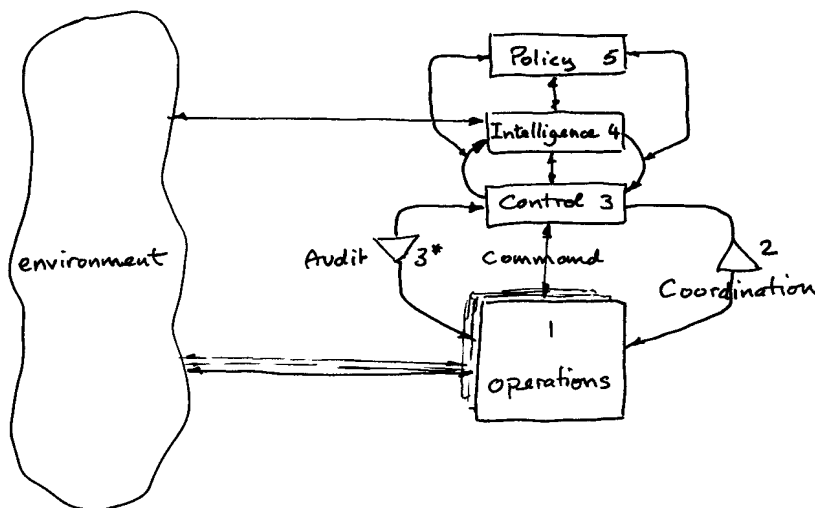 Policy 5
Intelligence 4
Control 3
environment
Audit 3*
Command
2
Coordination
1
operations